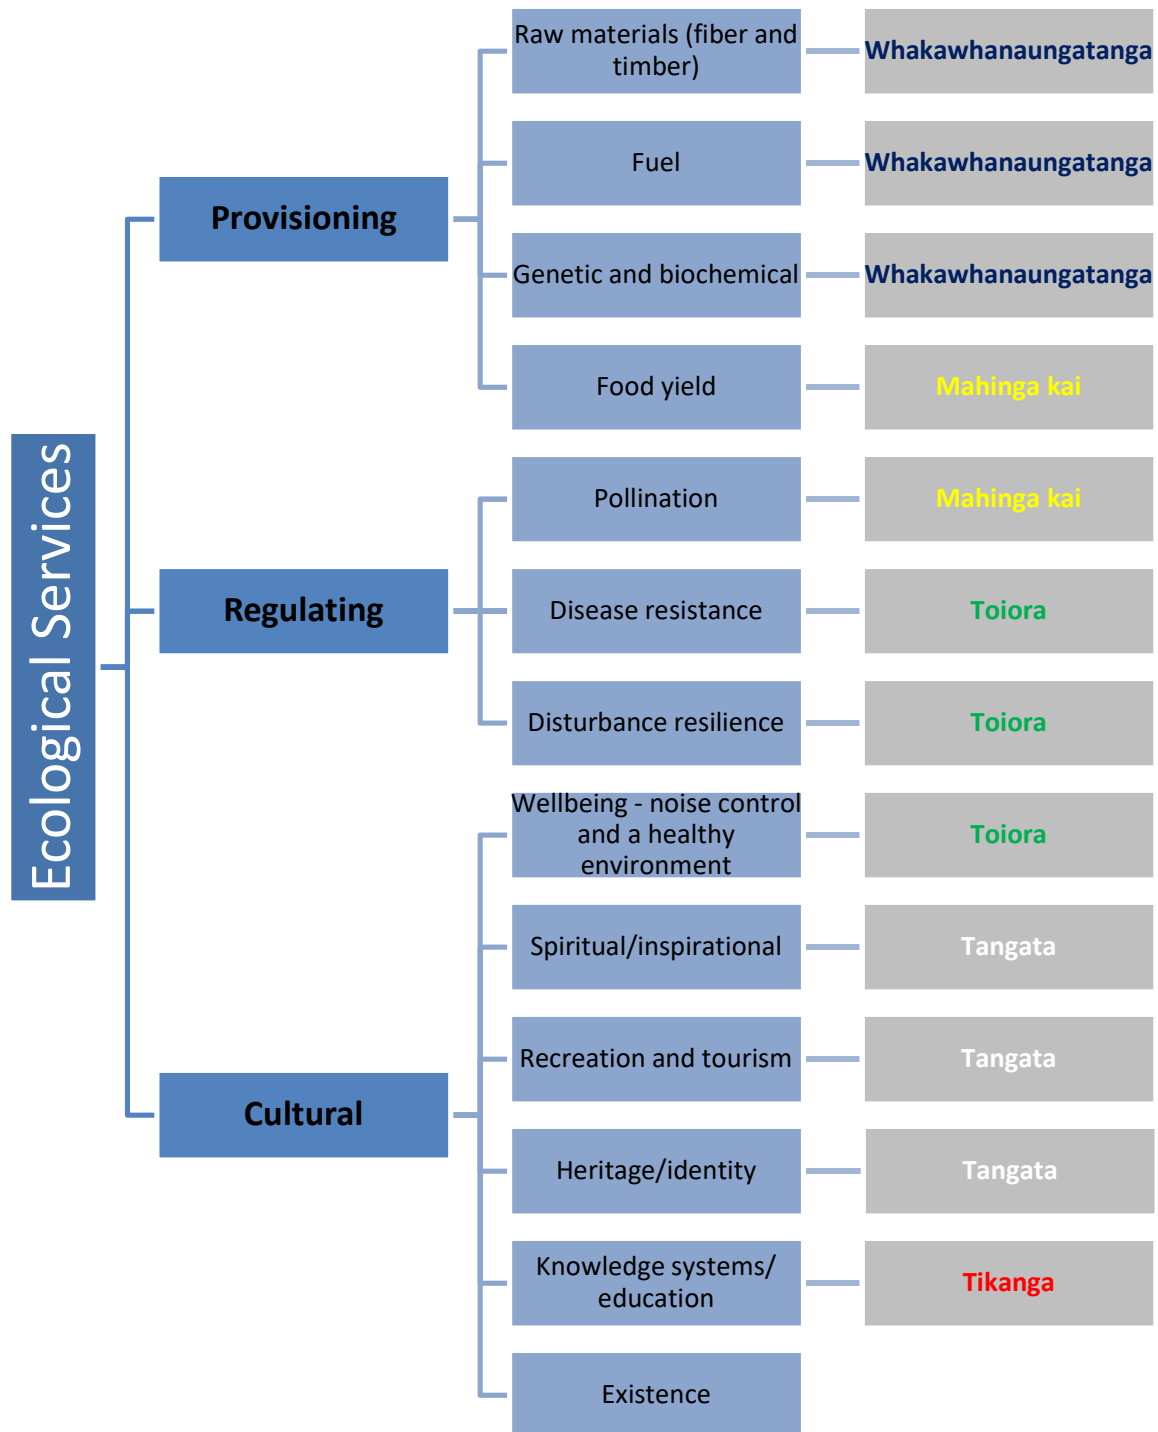 Ecological Services
Provisioning
Raw materials (fiber and
timber)
Whakawhanaungatanga
Fuel
Whakawhanaungatanga
Genetic and biochemical
Whakawhanaungatanga
Food yield
Mahinga kai
Regulating
Pollination
Mahinga kai
Disease resistance
Toiora
Disturbance resilience
Toiora
Cultural
Wellbeing - noise control
and a healthy
environment
Toiora
Spiritual/inspirational
Tangata
Recreation and tourism
Tangata
Heritage/identity
Tangata
Knowledge systems/
education
Tikanga
Existence